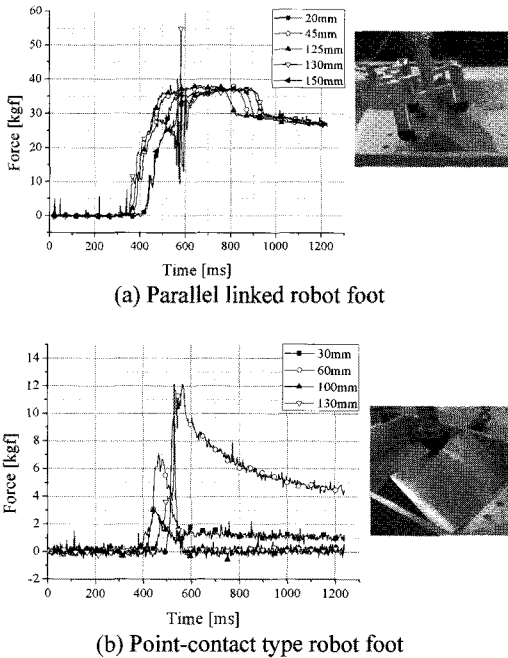 60
50
40
30
20
10
0
Force [kgf]
20mm
45mm
125mm
130mm
150mm
0 200 400 600 800 1000 1200
Time [ms]
(a) Parallel linked robot foot
14
12
10
8
6
4
2
0
-2
Force [kgf]
30mm
60mm
100mm
130mm
0 200 400 600 800 1000 1200
Time [ms]
(b) Point-contact type robot foot